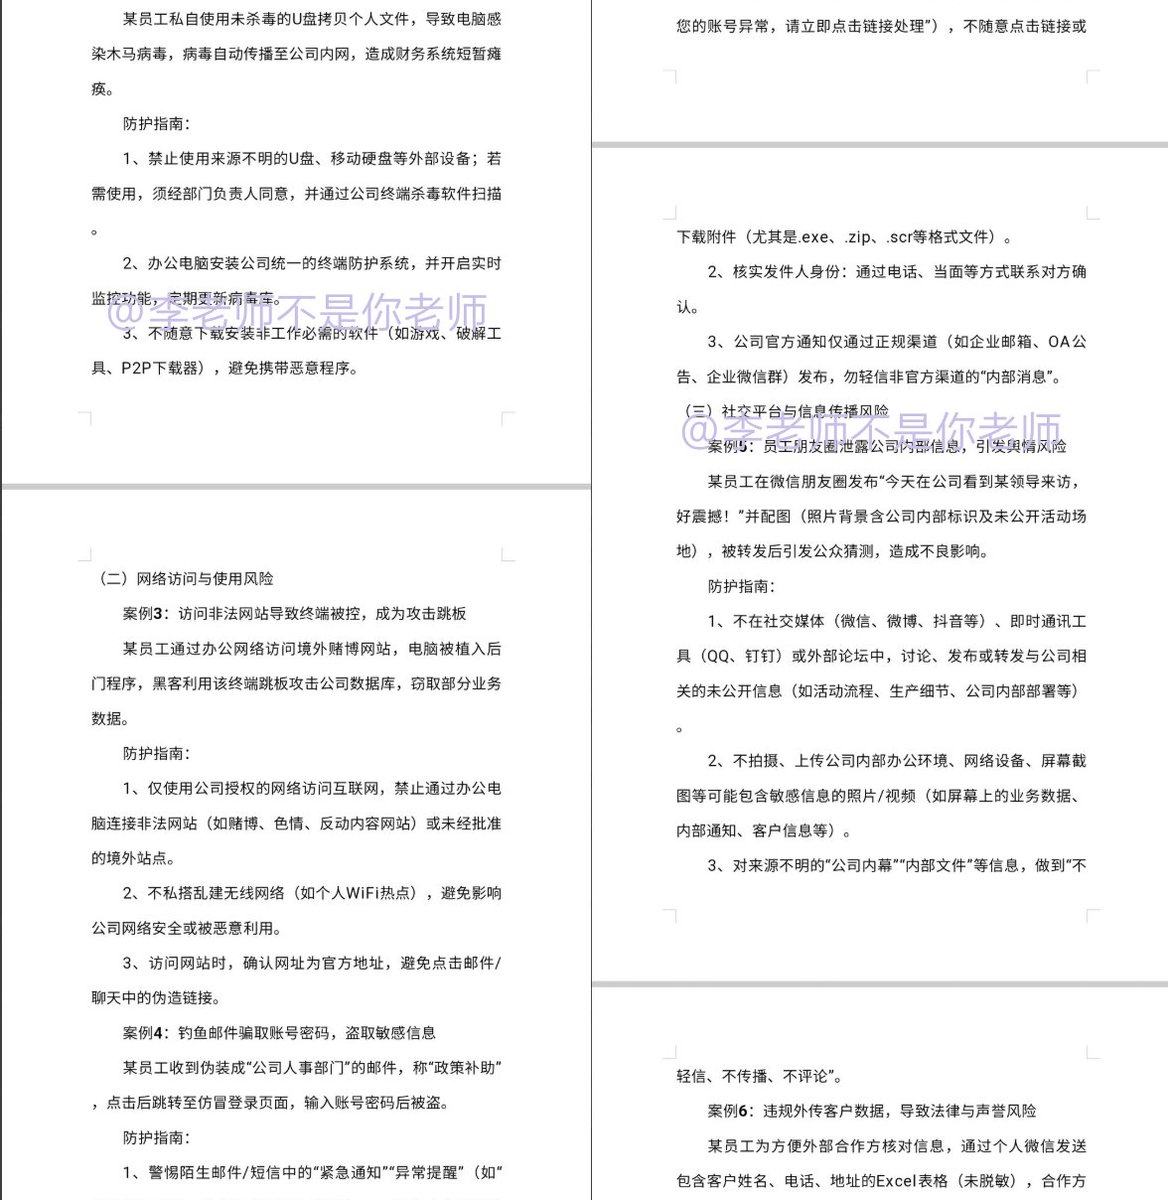 某员工私自使用未杀毒的U盘拷贝个人文件，导致电脑感
染木马病毒，病毒自动传播至公司内网，造成财务系统短暂瘫
痪。
防护指南：
1、禁止使用来源不明的U盘、移动硬盘等外部设备；若
需使用，须经部门负责人同意，并通过公司终端杀毒软件扫描
。
2、办公电脑安装公司统一的终端防护系统，并开启实时
监控功能，定期更新病毒库。
@李老师不是你老师
3、不随意下载安装非工作必需的软件（如游戏、破解工
具、P2P下载器），避免携带恶意程序。
（二）网络访问与使用风险
案例3：访问非法网站导致终端被控，成为攻击跳板
某员工通过办公网络访问境外赌博网站，电脑被植入后
门程序，黑客利用该终端跳板攻击公司数据库，窃取部分业务
数据。
防护指南：
1、仅使用公司授权的网络访问互联网，禁止通过办公电
脑连接非法网站（如赌博、色情、反动内容网站）或未经批准
的境外站点。
2、不私搭乱建无线网络（如个人WiFi热点），避免影响
公司网络安全或被恶意利用。
3、访问网站时，确认网址为官方地址，避免点击邮件/
聊天中的伪造链接。
案例4：钓鱼邮件骗取账号密码，盗取敏感信息
某员工收到伪装成“公司人事部门”的邮件，称“政策补助”
，点击后跳转至仿冒登录页面，输入账号密码后被盗。
防护指南：
1、警惕陌生邮件/短信中的“紧急通知”“异常提醒”（如“
您的账号异常，请立即点击链接处理”），不随意点击链接或
下载附件（尤其是.exe、.zip、.scr等格式文件）。
2、核实发件人身份：通过电话、当面等方式联系对方确
认。
3、公司官方通知仅通过正规渠道（如企业邮箱、OA公
告、企业微信群）发布，勿轻信非官方渠道的“内部消息”。
（三）社交平台与信息传播风险
@李老师不是你老师
案例5：员工朋友圈泄露公司内部信息，引发舆情风险
某员工在微信朋友圈发布“今天在公司看到某领导来访，
好震撼！”并配图（照片背景含公司内部标识及未公开活动场
地），被转发后引发公众猜测，造成不良影响。
防护指南：
1、不在社交媒体（微信、微博、抖音等）、即时通讯工
具（QQ、钉钉）或外部论坛中，讨论、发布或转发与公司相
关的未公开信息（如活动流程、生产细节、公司内部部署等）
。
2、不拍摄、上传公司内部办公环境、网络设备、屏幕截
图等可能包含敏感信息的照片/视频（如屏幕上的业务数据、
内部通知、客户信息等）。
3、对来源不明的“公司内幕”“内部文件”等信息，做到“不
轻信、不传播、不评论”。
案例6：违规外传客户数据，导致法律与声誉风险
某员工为方便外部合作方核对信息，通过个人微信发送
包含客户姓名、电话、地址的Excel表格（未脱敏），合作方